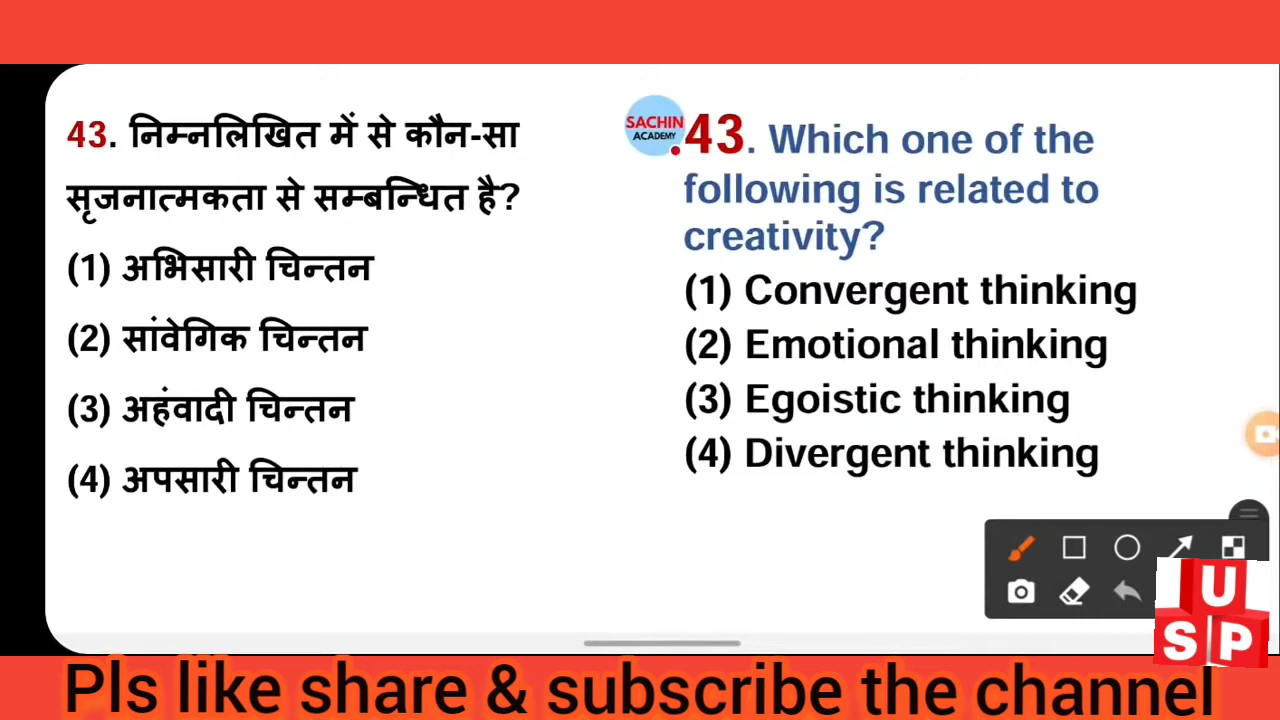 43. निम्नलिखित में से कौन-सा
सृजनात्मकता से सम्बन्धित है?
(1) अभिसारी चिन्तन
(2) सांवेगिक चिन्तन
(3) अहंवादी चिन्तन
(4) अपसारी चिन्तन
SACHIN
ACADEMY
.43. Which one of the
following is related to
creativity?
(1) Convergent thinking
(2) Emotional thinking
(3) Egoistic thinking
(4) Divergent thinking
U
S P
Pls like share & subscribe the channel